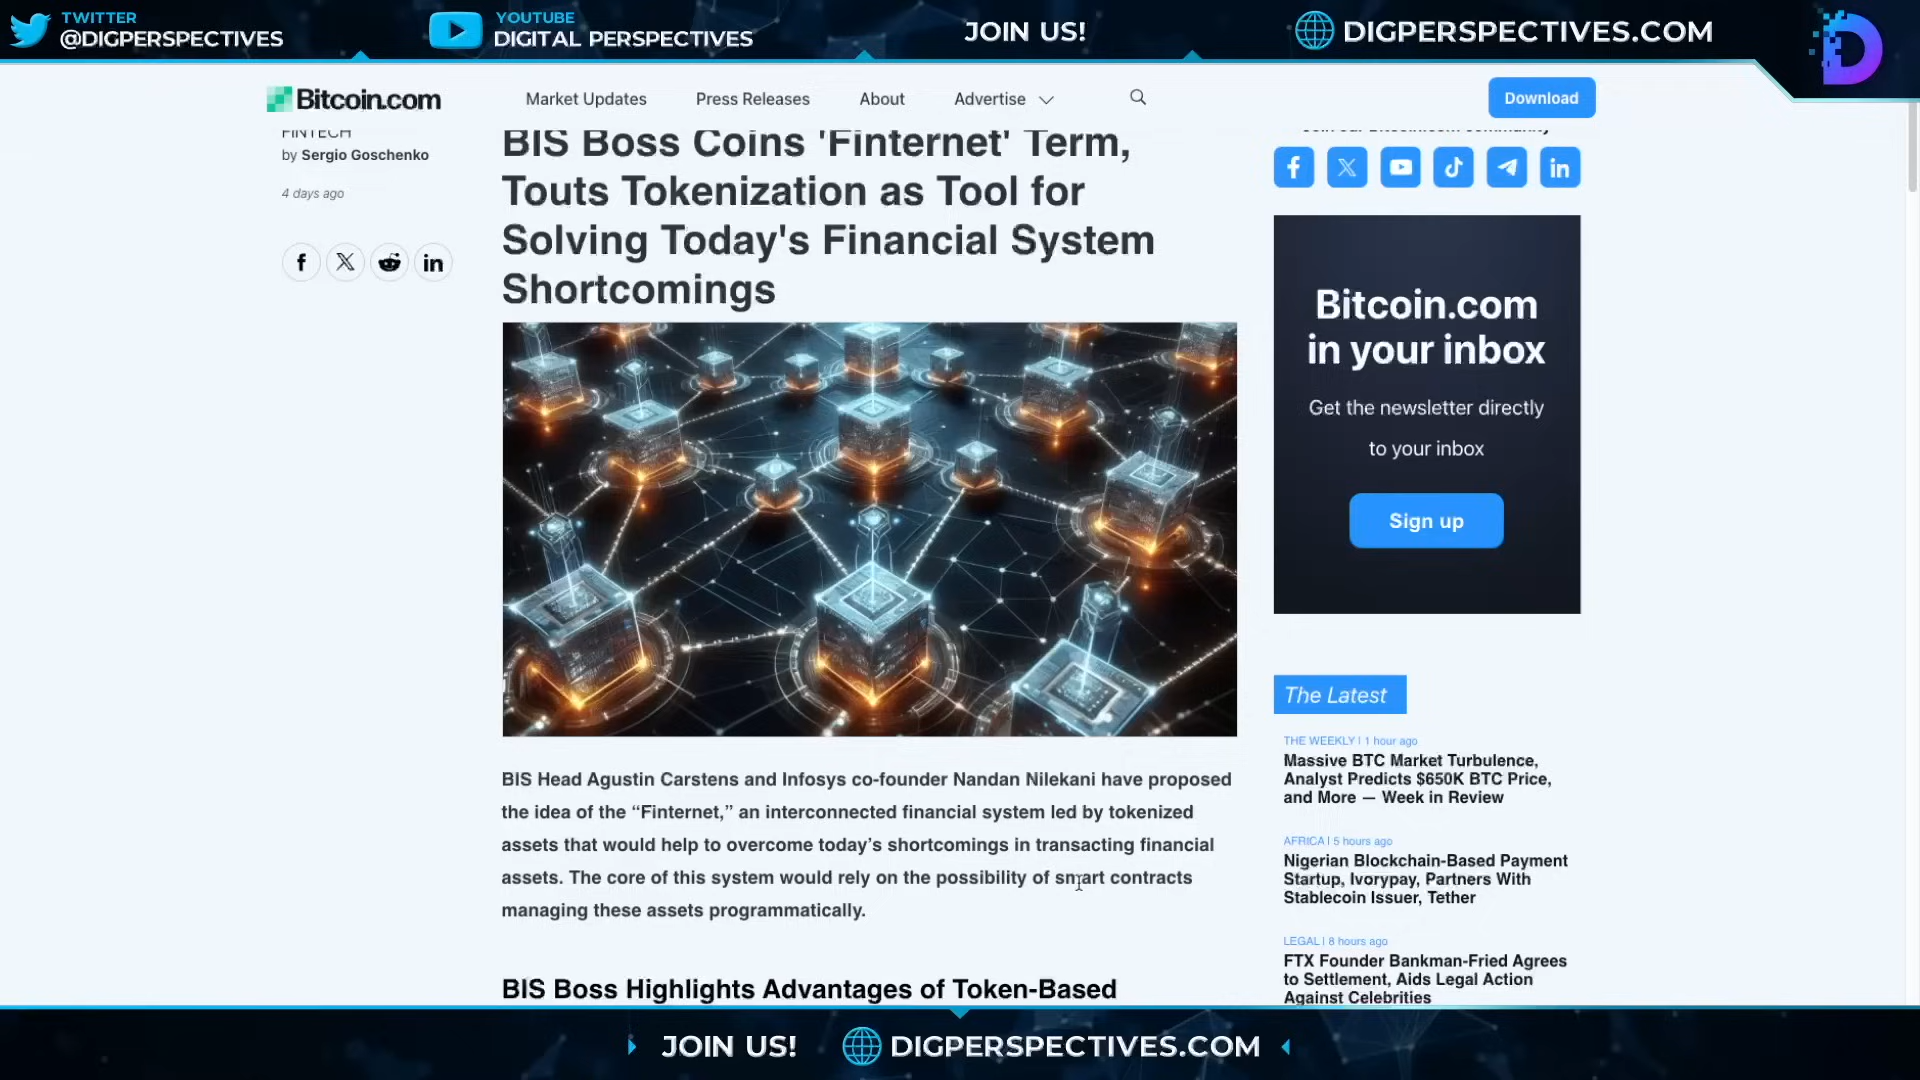 TWITTER
@DIGPERSPECTIVES
YOUTUBE
DIGITAL PERSPECTIVES
JOIN US!
DIGPERSPECTIVES.COM
Bitcoin.com
Market Updates
Press Releases
About
Advertise
Download
FINTECH
by Sergio Goschenko
4 days ago
BIS Boss Coins 'Finternet' Term,
Touts Tokenization as Tool for
Solving Today's Financial System
Shortcomings
BIS Head Agustin Carstens and Infosys co-founder Nandan Nilekani have proposed
the idea of the “Finternet,” an interconnected financial system led by tokenized
assets that would help to overcome today’s shortcomings in transacting financial
assets. The core of this system would rely on the possibility of smart contracts
managing these assets programmatically.
BIS Boss Highlights Advantages of Token-Based
Join our Bitcoin.com community
Bitcoin.com
in your inbox
Get the newsletter directly
to your inbox
Sign up
The Latest
THE WEEKLY | 1 hour ago
Massive BTC Market Turbulence,
Analyst Predicts $650K BTC Price,
and More — Week in Review
AFRICA | 5 hours ago
Nigerian Blockchain-Based Payment
Startup, Ivorypay, Partners With
Stablecoin Issuer, Tether
LEGAL | 8 hours ago
FTX Founder Bankman-Fried Agrees
to Settlement, Aids Legal Action
Against Celebrities
JOIN US!
DIGPERSPECTIVES.COM